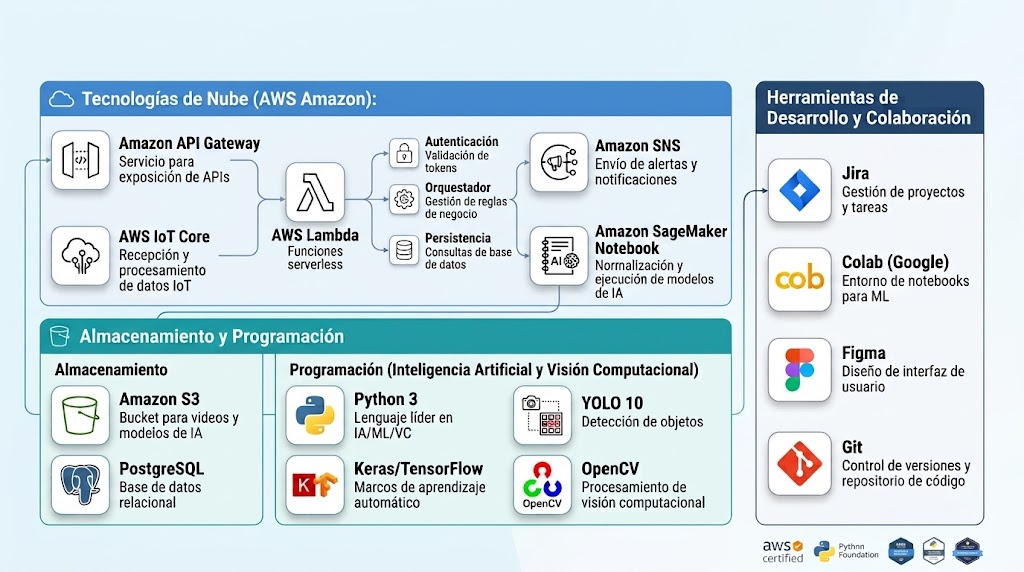 Tecnologías de Nube (AWS Amazon):
Amazon API Gateway
Servicio para
exposición de APIs
AWS IoT Core
Recepción y
procesamiento
de datos IoT
AWS Lambda
Funciones
serverless
Autenticación
Validación de
tokens
Orquestador
Gestión de reglas
de negocio
Persistencia
Consultas de base
de datos
Amazon SNS
Envío de alertas y
notificaciones
AI
Amazon SageMaker
Notebook
Norrnalización y
ejecución de modelos
de IA
Almacenamiento y Programación
Almacenamiento
Amazon S3
Bucket para videos y
modelos de IA
PostgreSQL
Base de datos
relacional
Programación (Inteligencia Artificial y Visión Computacional)
Python 3
Lenguaje líder en
IA/ML/VC
K
Keras/TensorFlow
Marcos de aprendizaje
automático
YOLO 10
Detección de objetos
OpenCV
OpenCV
Procesamiento de
visión computacional
Herramientas de
Desarrollo y Colaboración
Jira
Gestión de proyectos
y tareas
cob
Colab (Google)
Entorno de notebooks
para ML
Figma
Diseño de interfaz de
usuario
Git
Control de versiones y
repositorio de código
aws
certified
Pythnn
Foundation